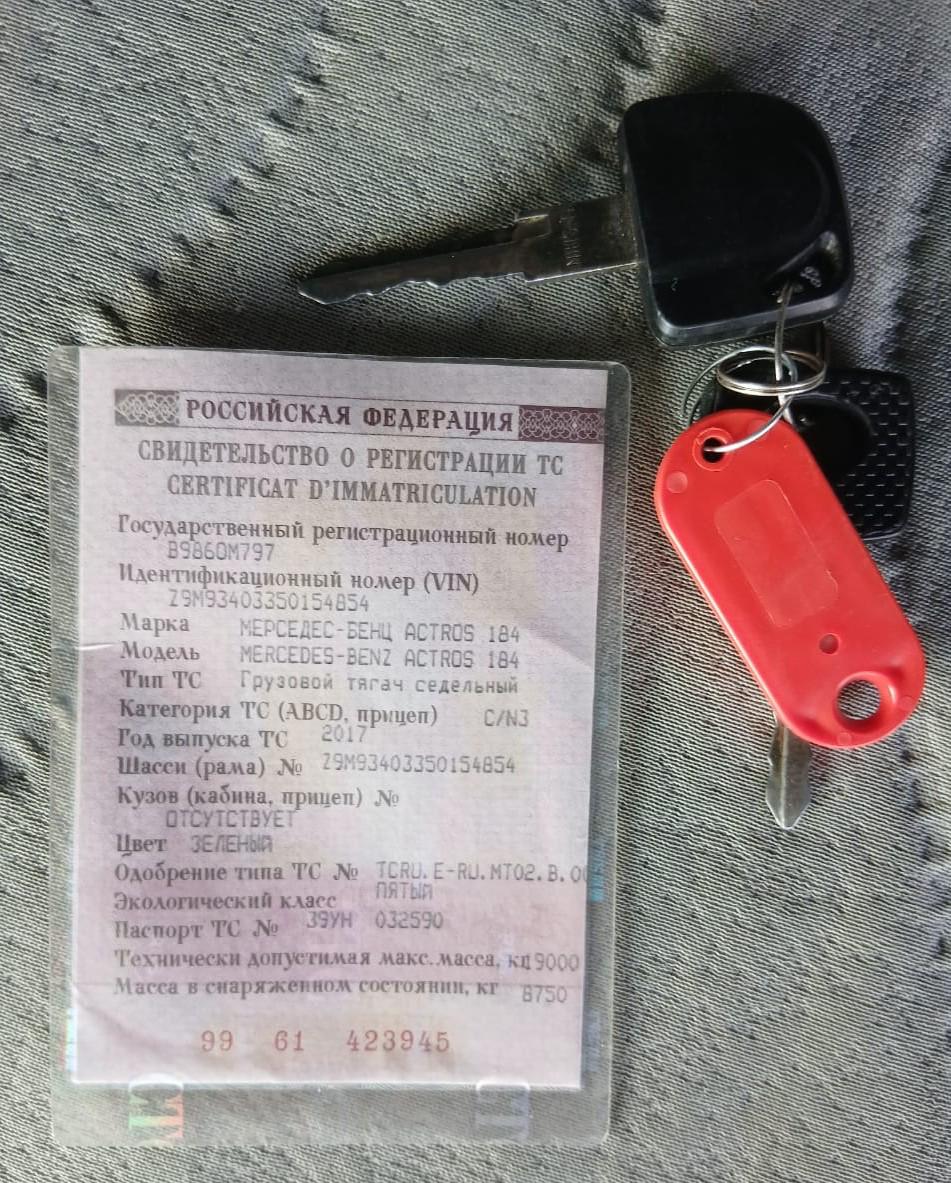 РОССИЙСКАЯ ФЕДЕРАЦИЯ
СВИДЕТЕЛЬСТВО О РЕГИСТРАЦИИ ТС
CERTIFICAT D'IMMATRICULATION
Государственный регистрационный номер
В986ОМ797
Идентификационный номер (VIN)
Z9M93403350154854
Марка МЕРСЕДЕС-БЕНЦ ACTROS 184
Модель MERCEDES-BENZ ACTROS 184
Тип ТС Грузовой тягач седельный
Категория ТС (ABCD, прицеп) C/N3
Год выпуска ТС 2017
Шасси (рама) № Z9M93403350154854
Кузов (кабина, прицеп) №
ОТСУТСТВУЕТ
Цвет ЗЕЛЕНЫЙ
Одобрение типа ТС № ТСRU.E-RU.МТ02.В.00
Экологический класс ПЯТЫЙ
Паспорт ТС № 39УН 032590
Технически допустимая макс. масса, кг 19000
Масса в снаряженном состоянии, кг 8750
99 61 423945